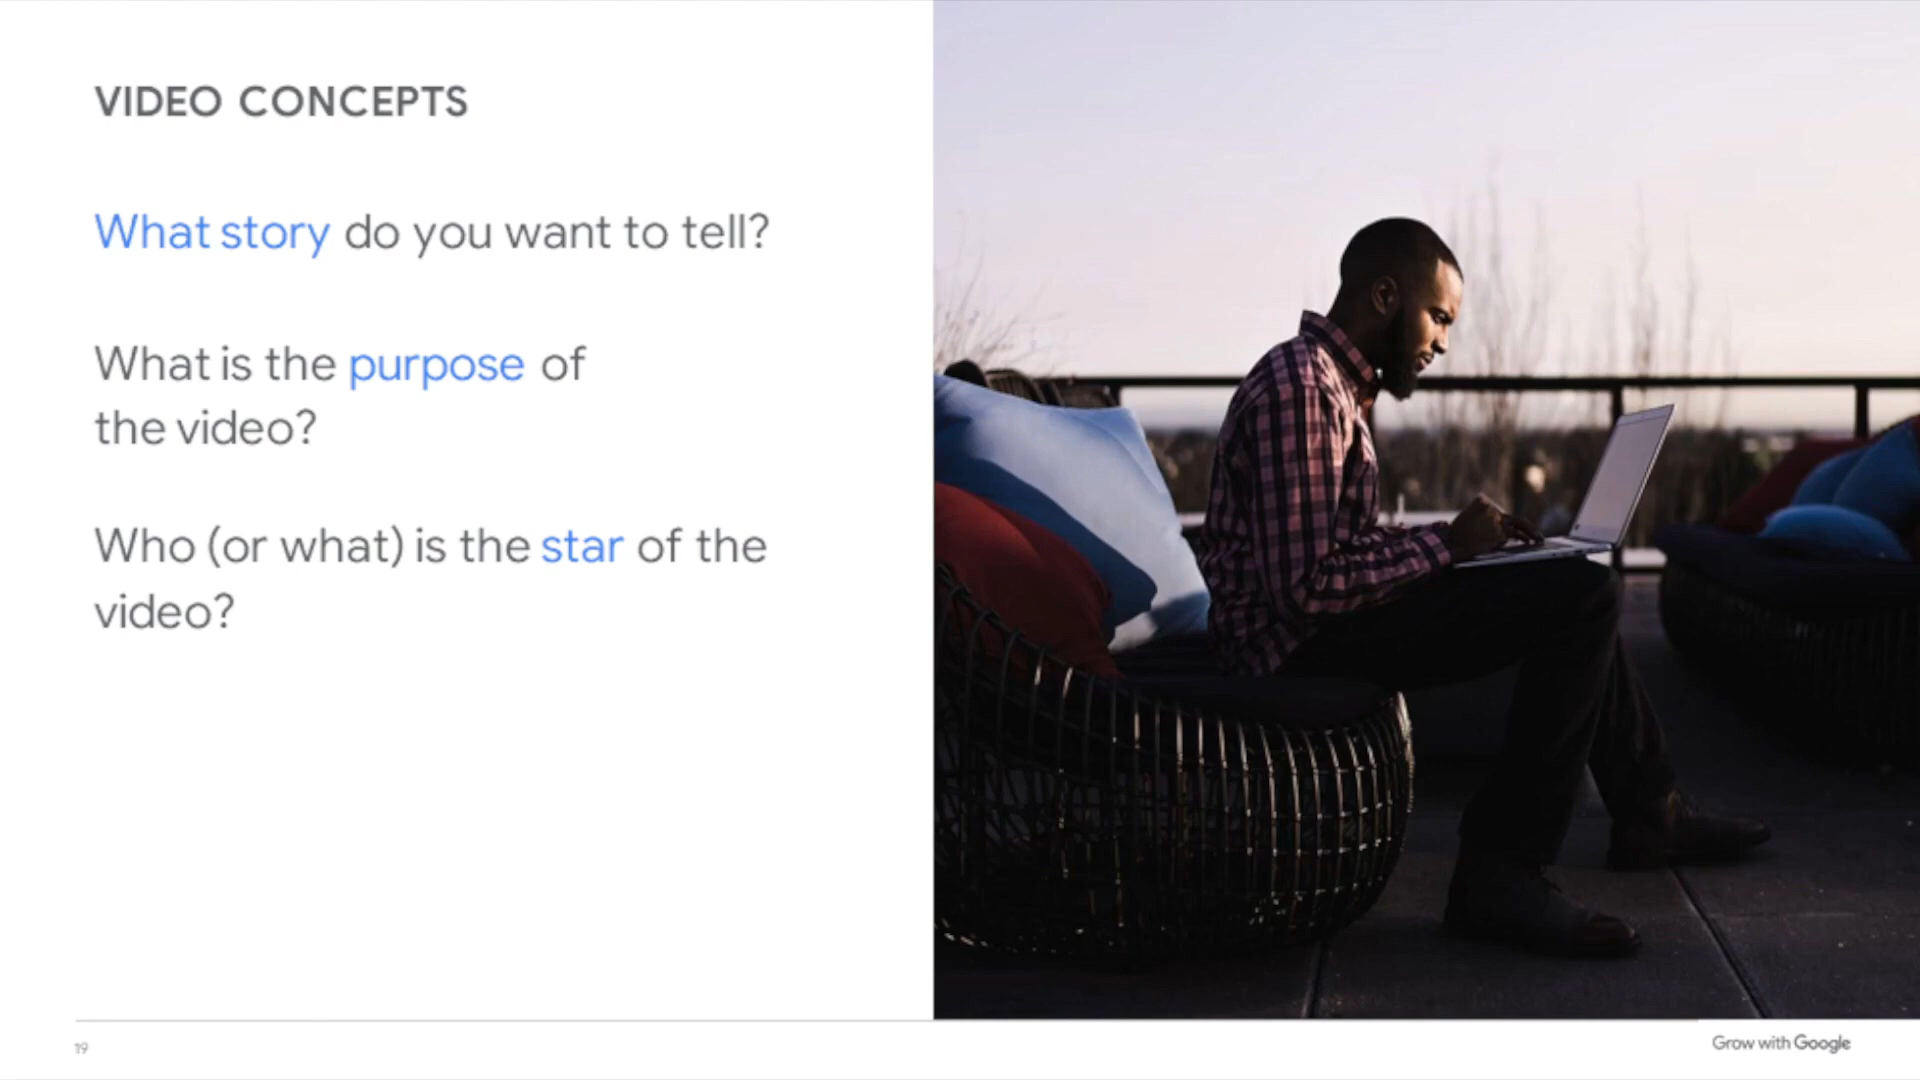 VIDEO CONCEPTS
What story do you want to tell?
What is the purpose of
the video?
Who (or what) is the star of the
video?
19
Grow with Google